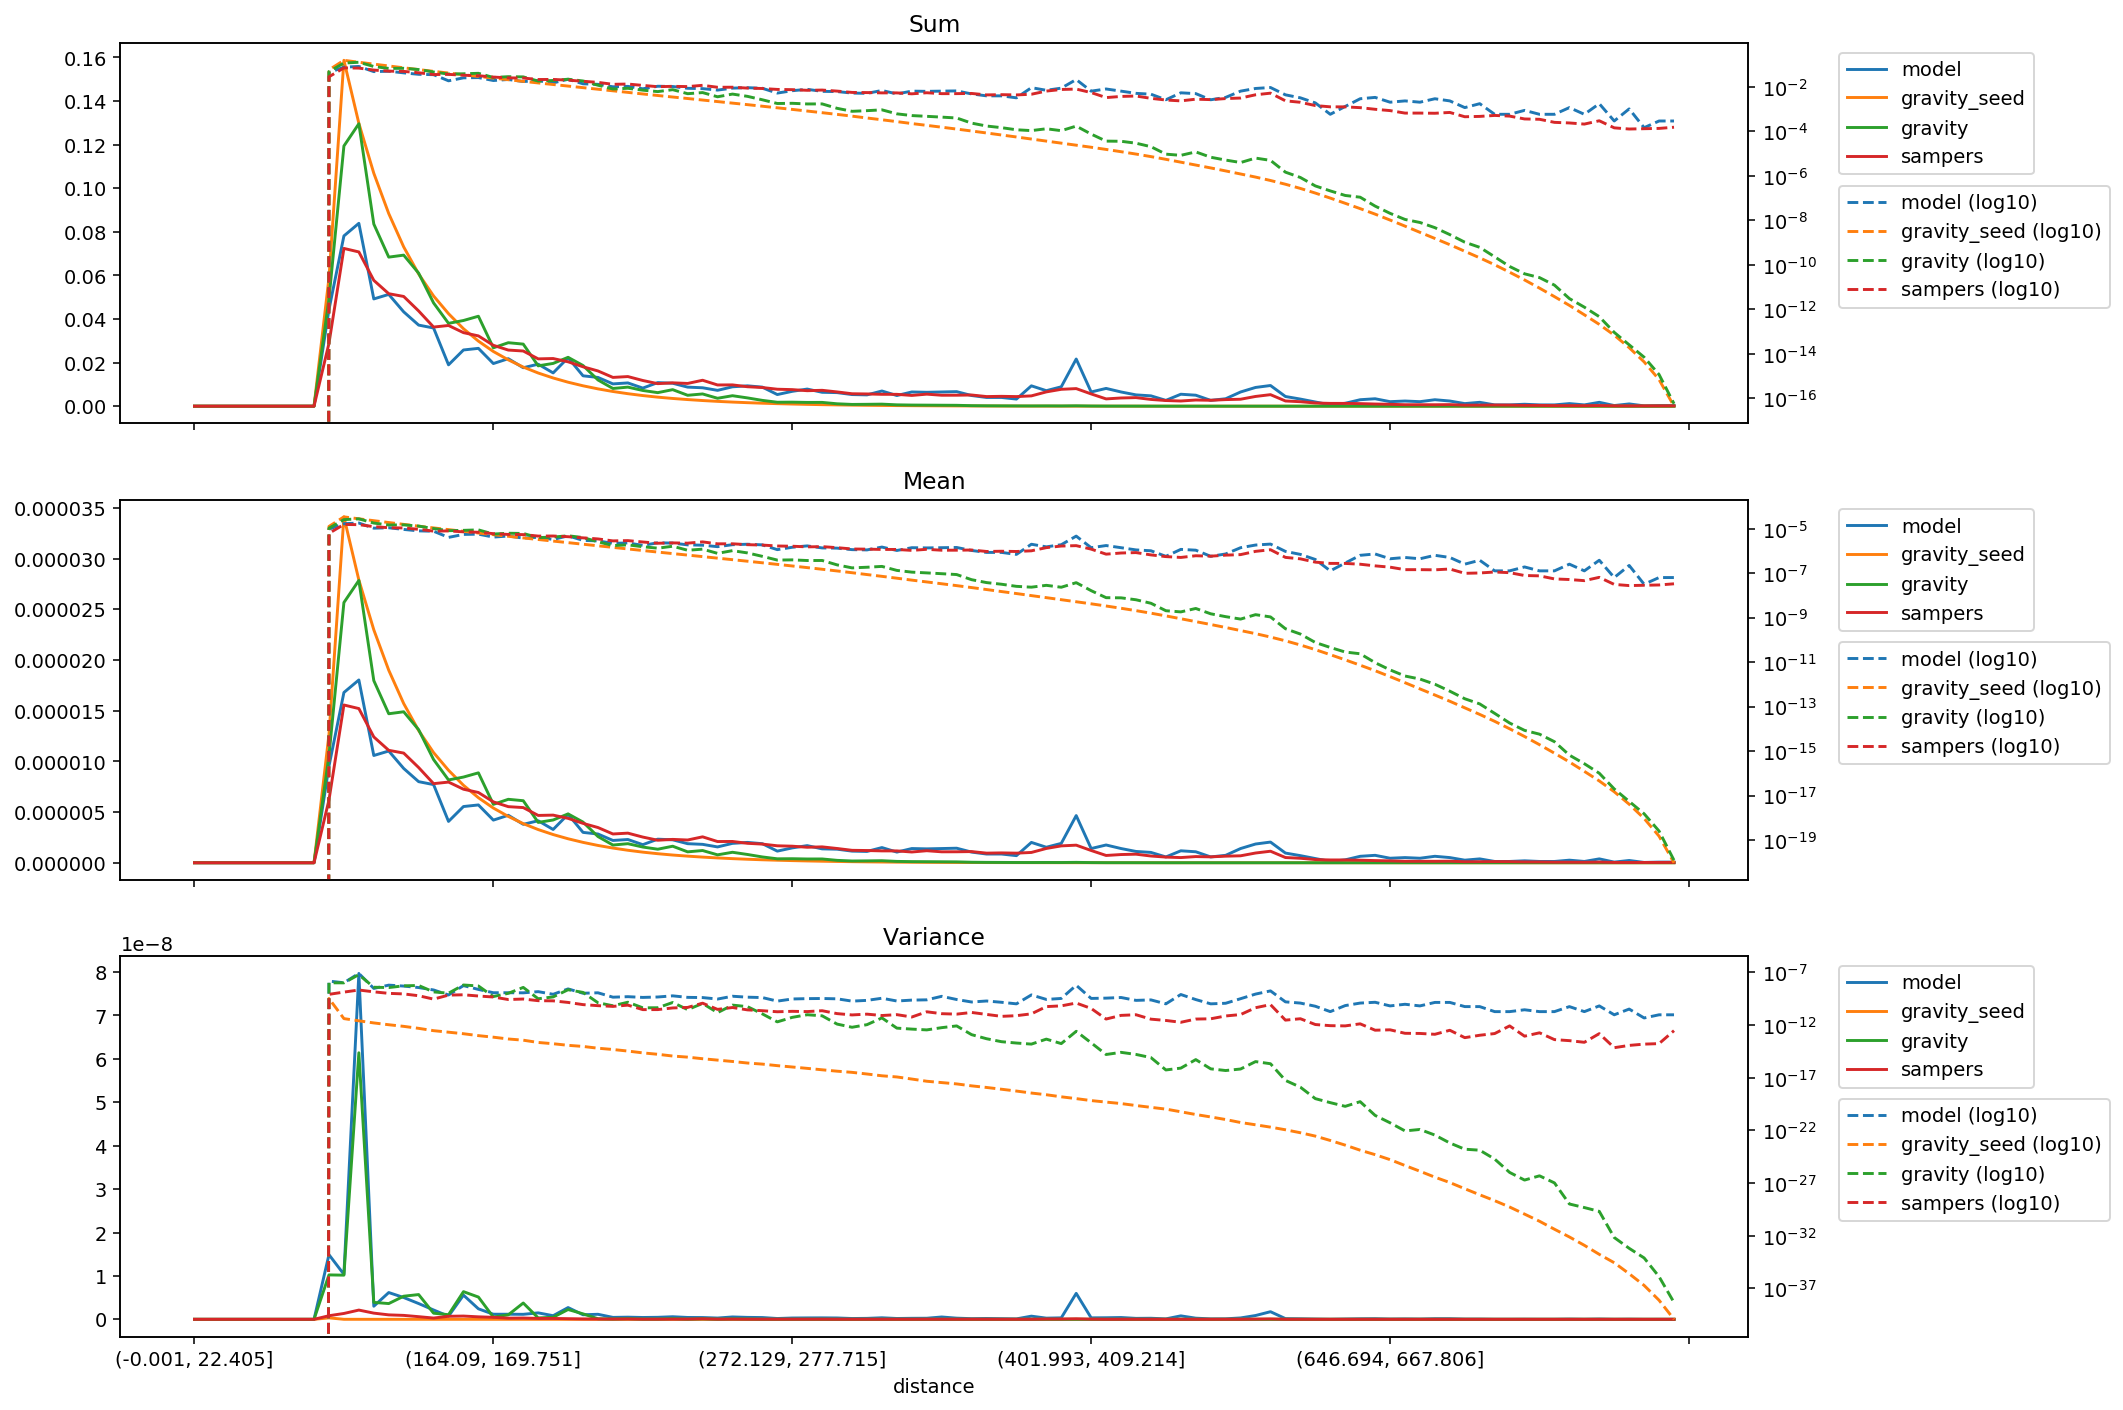 Sum
0.16
0.14
0.12
0.10
0.08
0.06
0.04
0.02
0.00
10−2
10−4
10−6
10−8
10−10
10−12
10−14
10−16
model
gravity_seed
gravity
sampers
model (log10)
gravity_seed (log10)
gravity (log10)
sampers (log10)
Mean
0.000035
0.000030
0.000025
0.000020
0.000015
0.000010
0.000005
0.000000
10−5
10−7
10−9
10−11
10−13
10−15
10−17
10−19
model
gravity_seed
gravity
sampers
model (log10)
gravity_seed (log10)
gravity (log10)
sampers (log10)
Variance
1e−8
8
7
6
5
4
3
2
1
0
10−7
10−12
10−17
10−22
10−27
10−32
10−37
model
gravity_seed
gravity
sampers
model (log10)
gravity_seed (log10)
gravity (log10)
sampers (log10)
(-0.001, 22.405] (164.09, 169.751] (272.129, 277.715] (401.993, 409.214] (646.694, 667.806]
distance